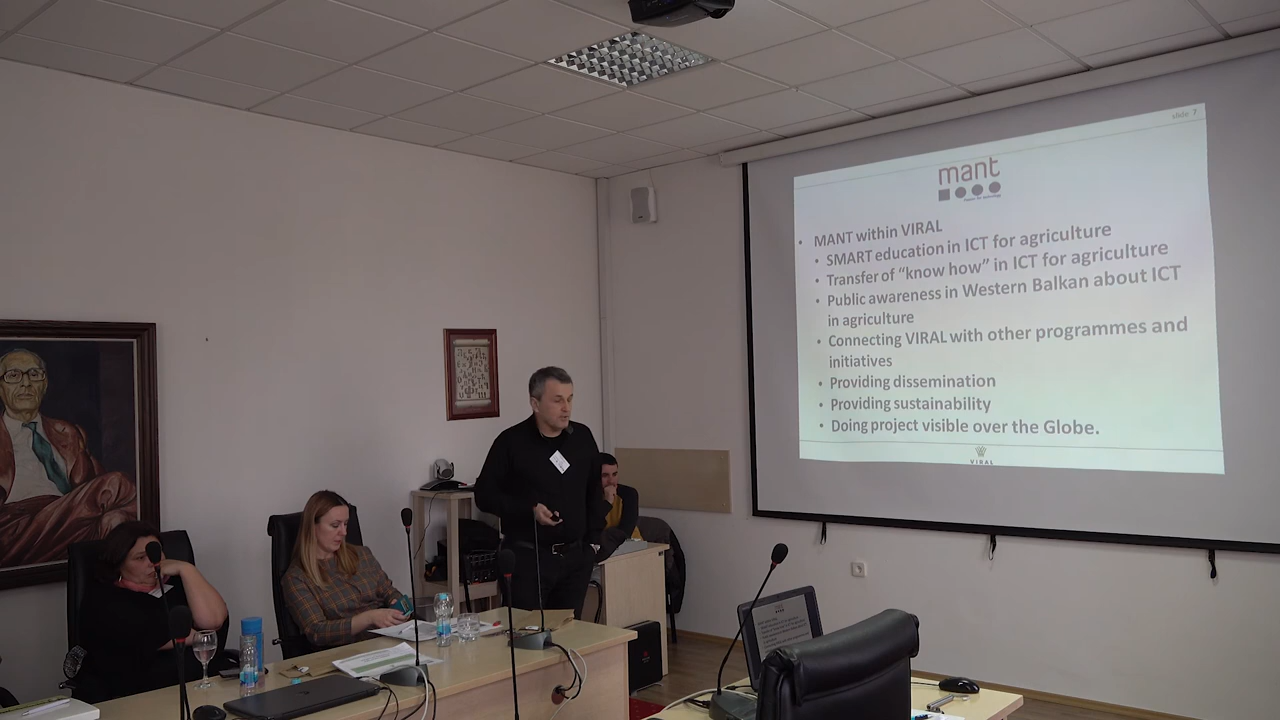 slide 7
mant
MANT within VIRAL
SMART education in ICT for agriculture
Transfer of “know how” in ICT for agriculture
Public awareness in Western Balkan about ICT
in agriculture
Connecting VIRAL with other programmes and
initiatives
Providing dissemination
Providing sustainability
Doing project visible over the Globe.
VIRAL